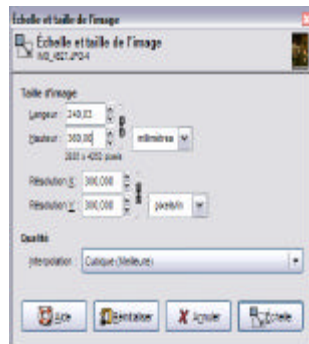 Échelle et taille de l'image
Échelle et taille de l'image
Taille d'image
Largeur : 240,03
Hauteur : 360,00 millimètres
pixels
Résolution X : 300,000
Résolution Y : 300,000 pixels/in
Qualité
Interpolation : Cubique (Meilleure)
Aide Réinitialiser Annuler Échelle